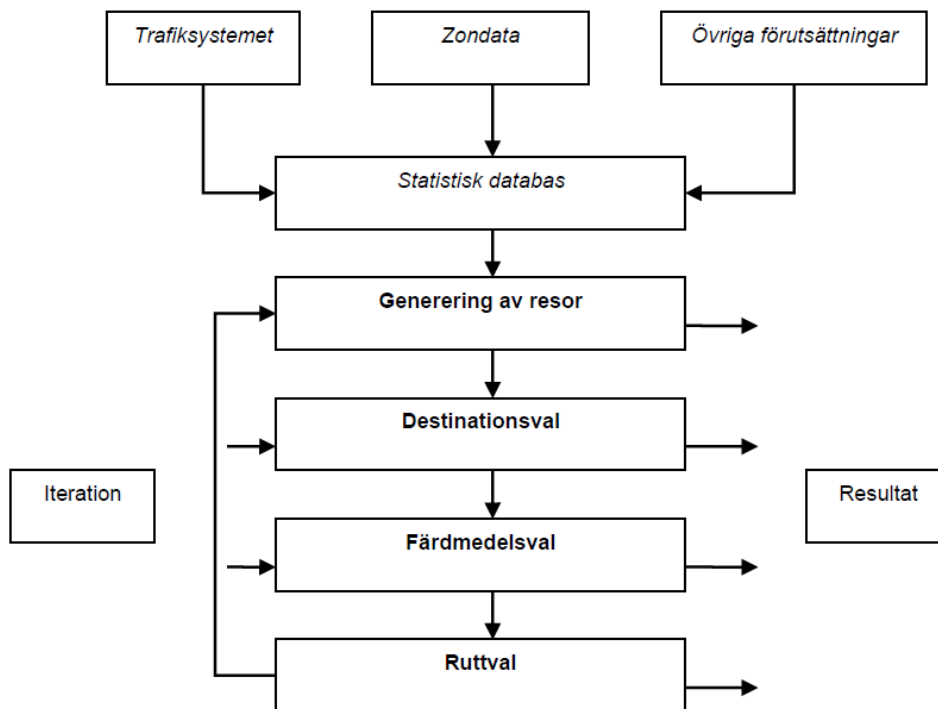 Trafiksystemet
Zondata
Övriga förutsättningar
Statistisk databas
Generering av resor
Destinationsval
Iteration
Resultat
Färdmedelsval
Ruttval